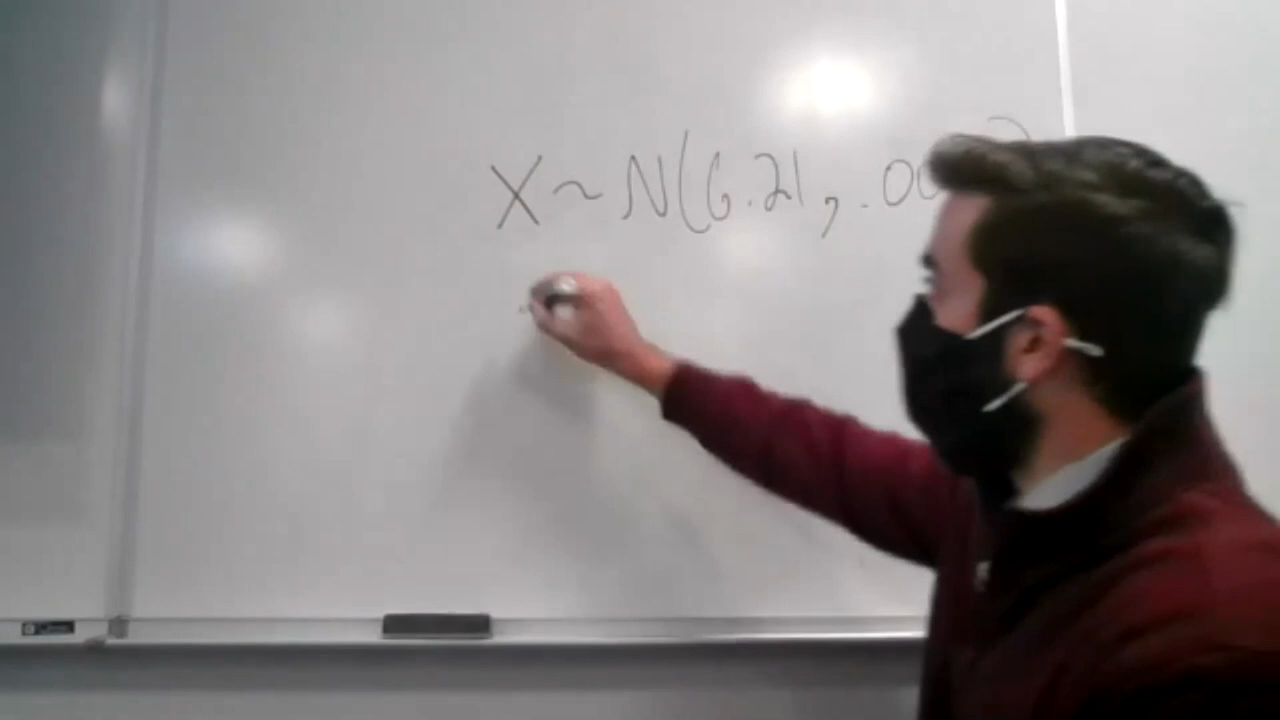 X ~ N(6.21, .00